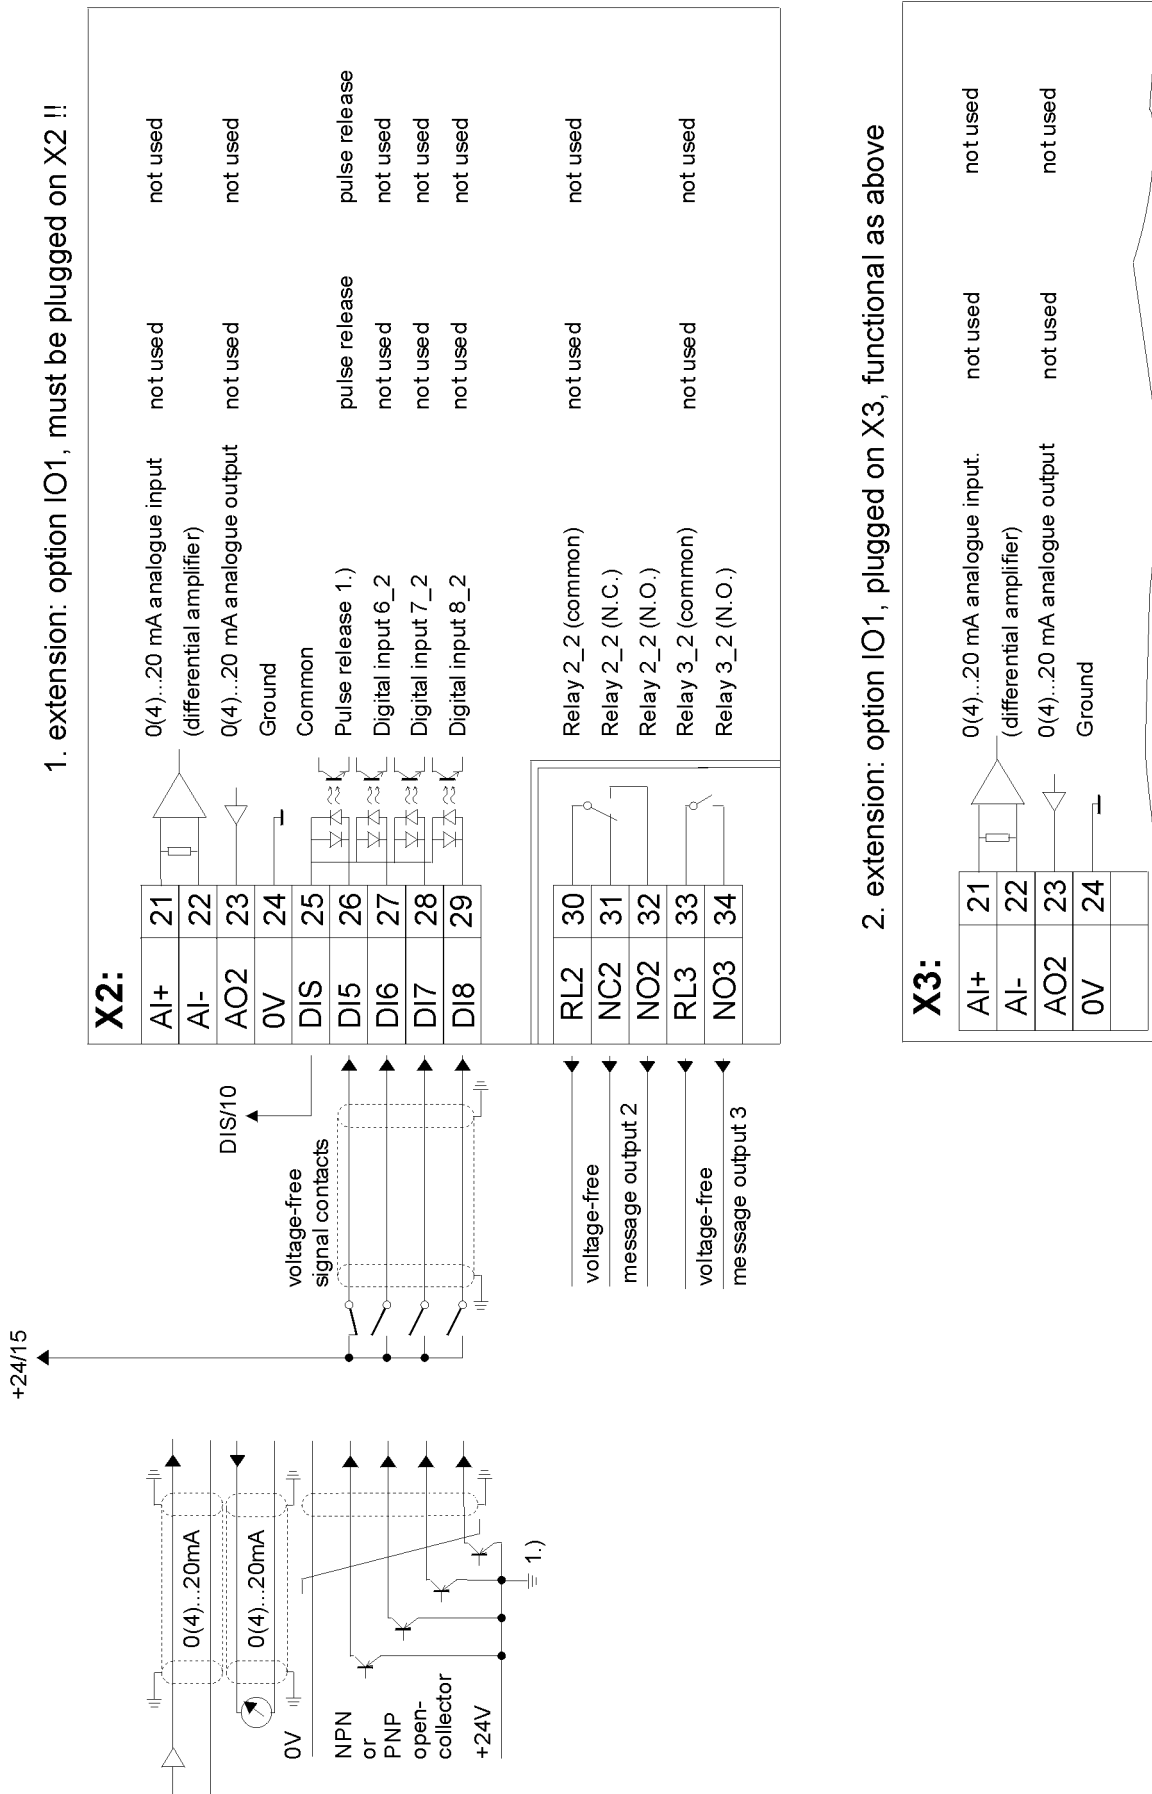 1. extension: option IO1, must be plugged on X2 !!
X2:
AI+ 21 0(4)...20 mA analogue input not used not used
AI- 22 (differential amplifier)
AO2 23 0(4)...20 mA analogue output not used not used
0V 24 Ground
DIS 25 Common
DI5 26 Pulse release 1.) pulse release pulse release
DI6 27 Digital input 6_2 not used not used
DI7 28 Digital input 7_2 not used not used
DI8 29 Digital input 8_2 not used not used
RL2 30 Relay 2_2 (common) not used not used
NC2 31 Relay 2_2 (N.C.)
NO2 32 Relay 2_2 (N.O.)
RL3 33 Relay 3_2 (common) not used not used
NO3 34 Relay 3_2 (N.O.)
+24/15
DIS/10
voltage-free
signal contacts
voltage-free
message output 2
voltage-free
message output 3
0(4)...20mA
0(4)...20mA
0V
NPN
or
PNP
open-
collector
+24V
1.)
2. extension: option IO1, plugged on X3, functional as above
X3:
AI+ 21 0(4)...20 mA analogue input. not used not used
AI- 22 (differential amplifier)
AO2 23 0(4)...20 mA analogue output not used not used
0V 24 Ground